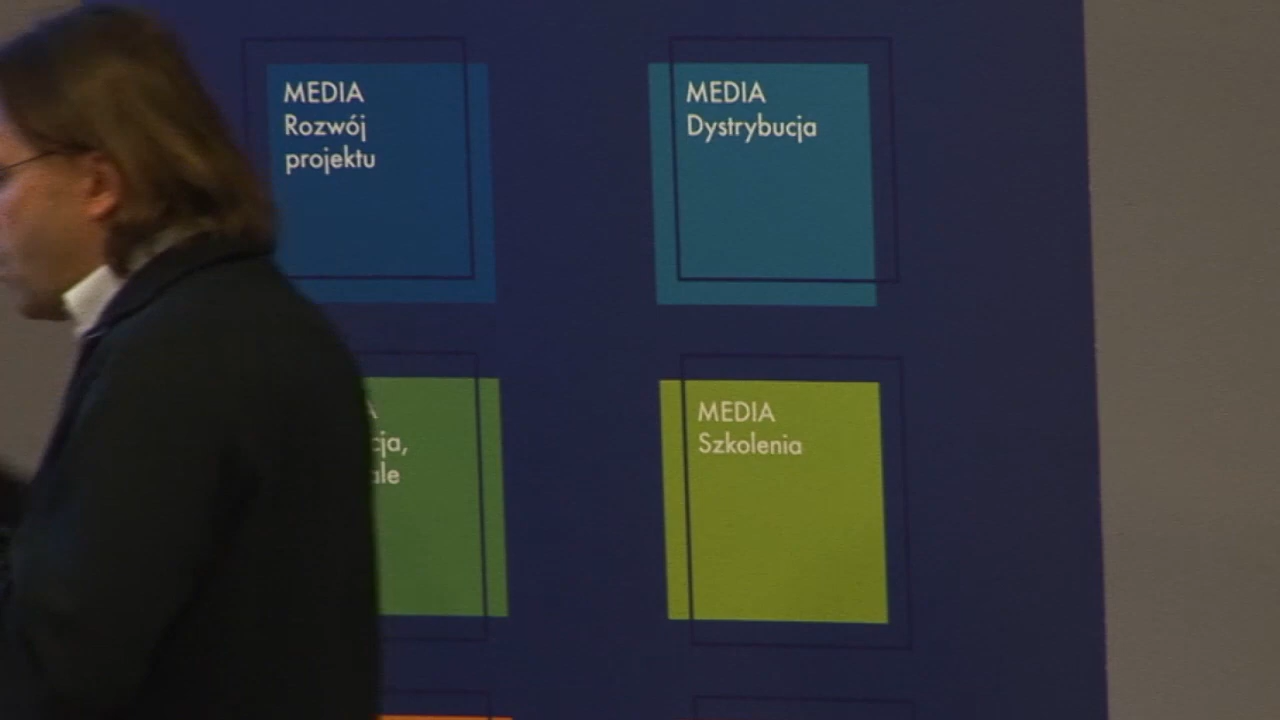 MEDIA
Rozwój
projektu
MEDIA
Dystrybucja
MEDIA
Szkolenia